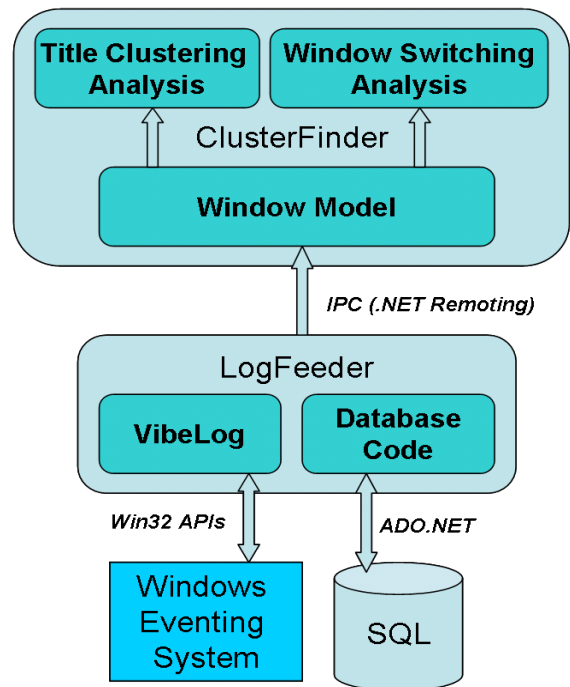 Title Clustering
Analysis
Window Switching
Analysis
ClusterFinder
Window Model
IPC (.NET Remoting)
LogFeeder
VibeLog
Database
Code
Win32 APIs
ADO.NET
Windows
Eventing
System
SQL